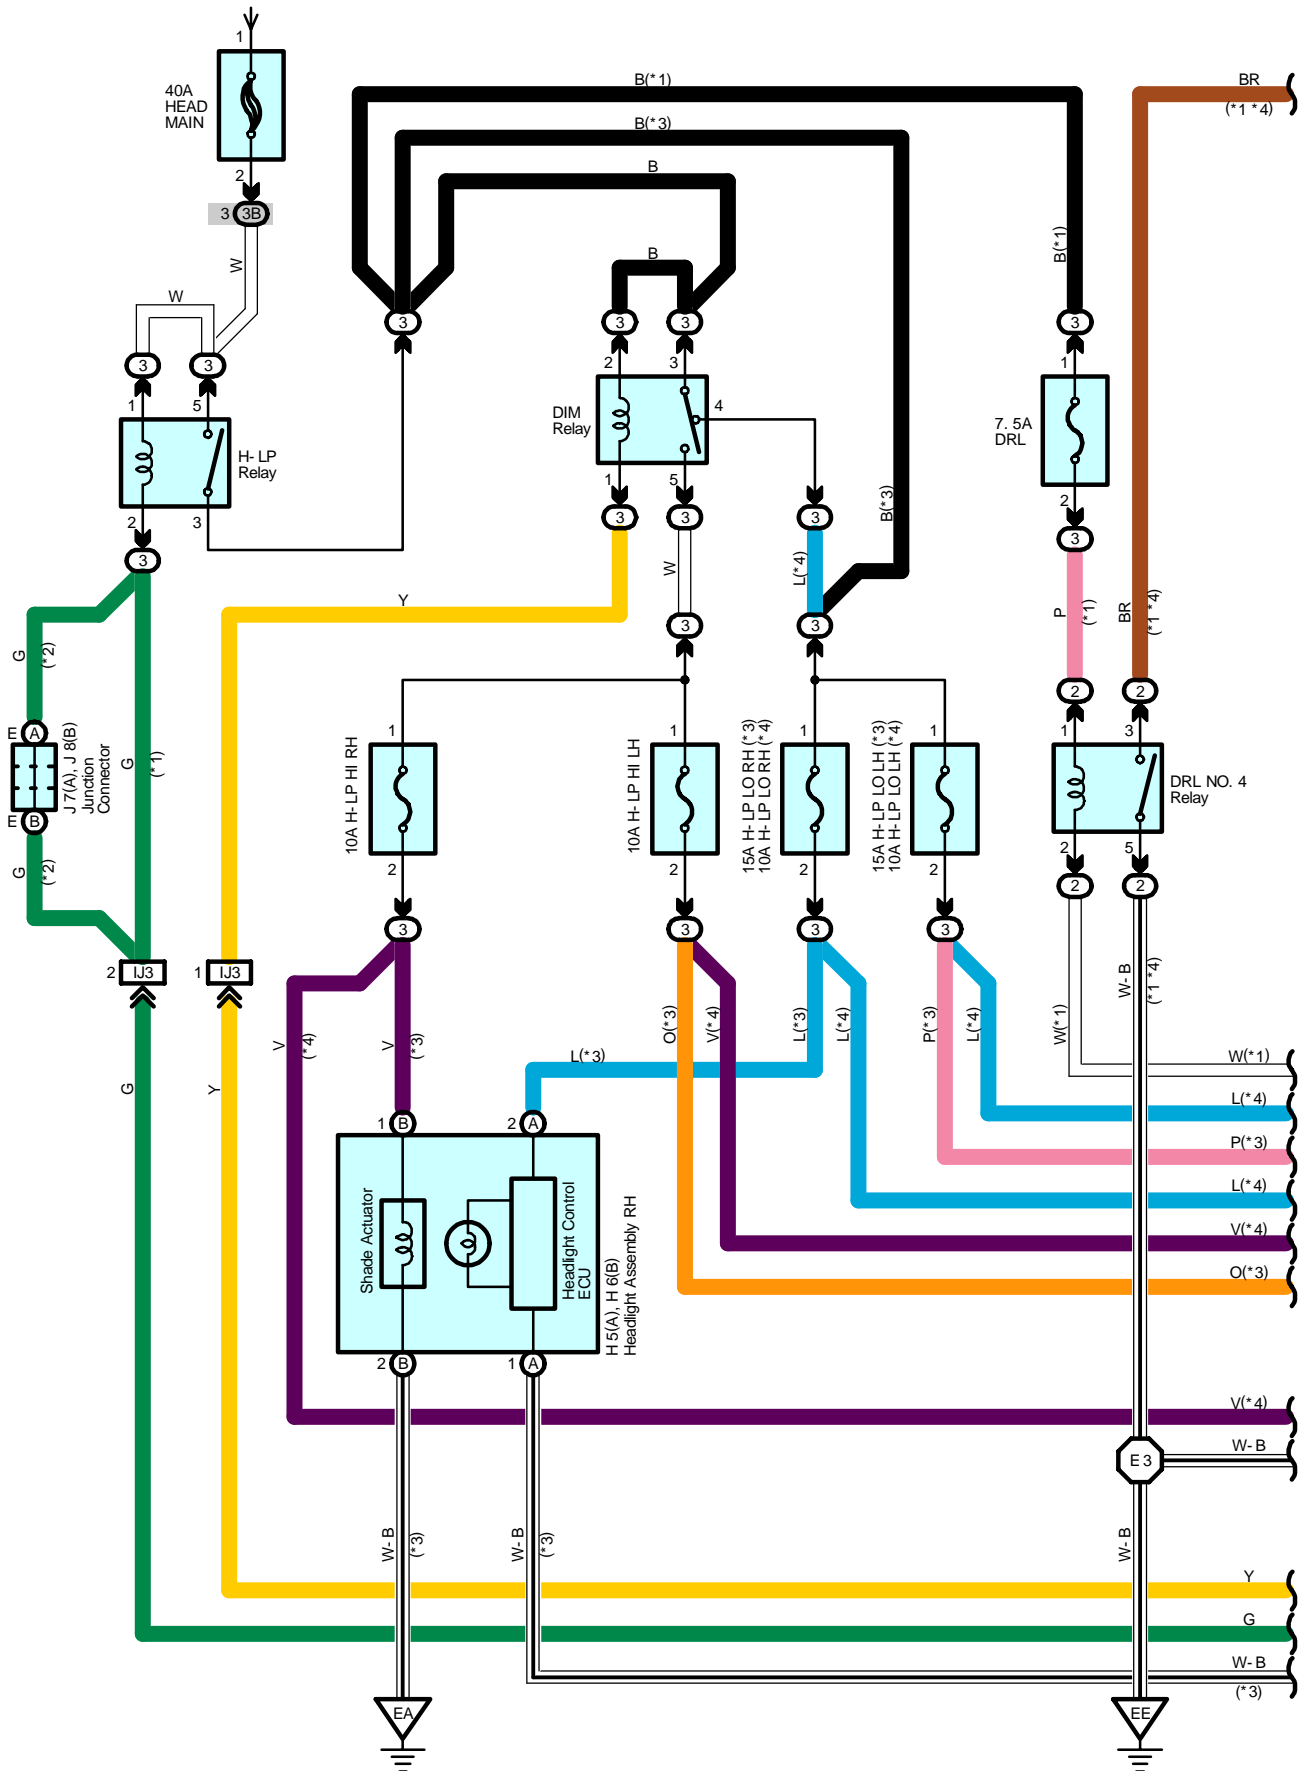 1
40A
HEAD
MAIN
2
3 3B
W
W
3 3
1 5
H-LP
Relay
2 3
3
B(*1)
B(*3)
B
B
3
3 3
2 3
DIM
Relay
4
1 5
3 3 3
Y
W
L(*4)
B(*3)
3 3
B(*1)
3
1
7.5A
DRL
2
3
P
(*1)
BR
(*1 *4)
BR
(*1 *4)
2 2
1 3
DRL NO. 4
Relay
2 5
2 2
G
(*2)
E A
J 7(A), J 8(B)
Junction
Connector
E B
G
(*2)
G
(*1)
2 IJ3
1 IJ3
1
10A H-LP HI RH
2
3
1
10A H-LP HI LH
2
3
1
15A H-LP LO RH (*3)
10A H-LP LO RH (*4)
2
3
1
15A H-LP LO LH (*3)
10A H-LP LO LH (*4)
2
3
V
(*4)
V
(*3)
O(*3)
V(*4)
L(*3)
L(*4)
P(*3)
L(*4)
W(*1)
W-B
(*1 *4)
G
Y
L(*3)
1 B
2 A
Shade Actuator
Headlight Control
ECU
H 5(A), H 6(B)
Headlight Assembly RH
2 B
1 A
W(*1)
L(*4)
P(*3)
L(*4)
V(*4)
O(*3)
V(*4)
W-B
E 3
W-B
(*3)
W-B
(*3)
W-B
Y
G
W-B
(*3)
EA
EE